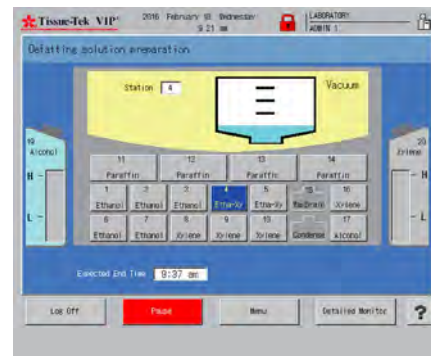 Tissue-Tek VIP
2016 February 10 Wednesday
9:21 am
LABORATORY
ADMIN 1
Defatting solution preparation
Station 4
Vacuum
19
Alcohol
20
Xylene
H
H
L
L
11 12 13 14
Paraffin Paraffin Paraffin Paraffin
1 2 3 4 5 15 16
Ethanol Ethanol Ethanol Etha-Xy Etha-Xy Xylene
6 7 8 9 10 17
Ethanol Ethanol Xylene Xylene Xylene Condense Alcohol
Expected End Time 9:37 am
Log Off Pause Menu Detailed Monitor ?